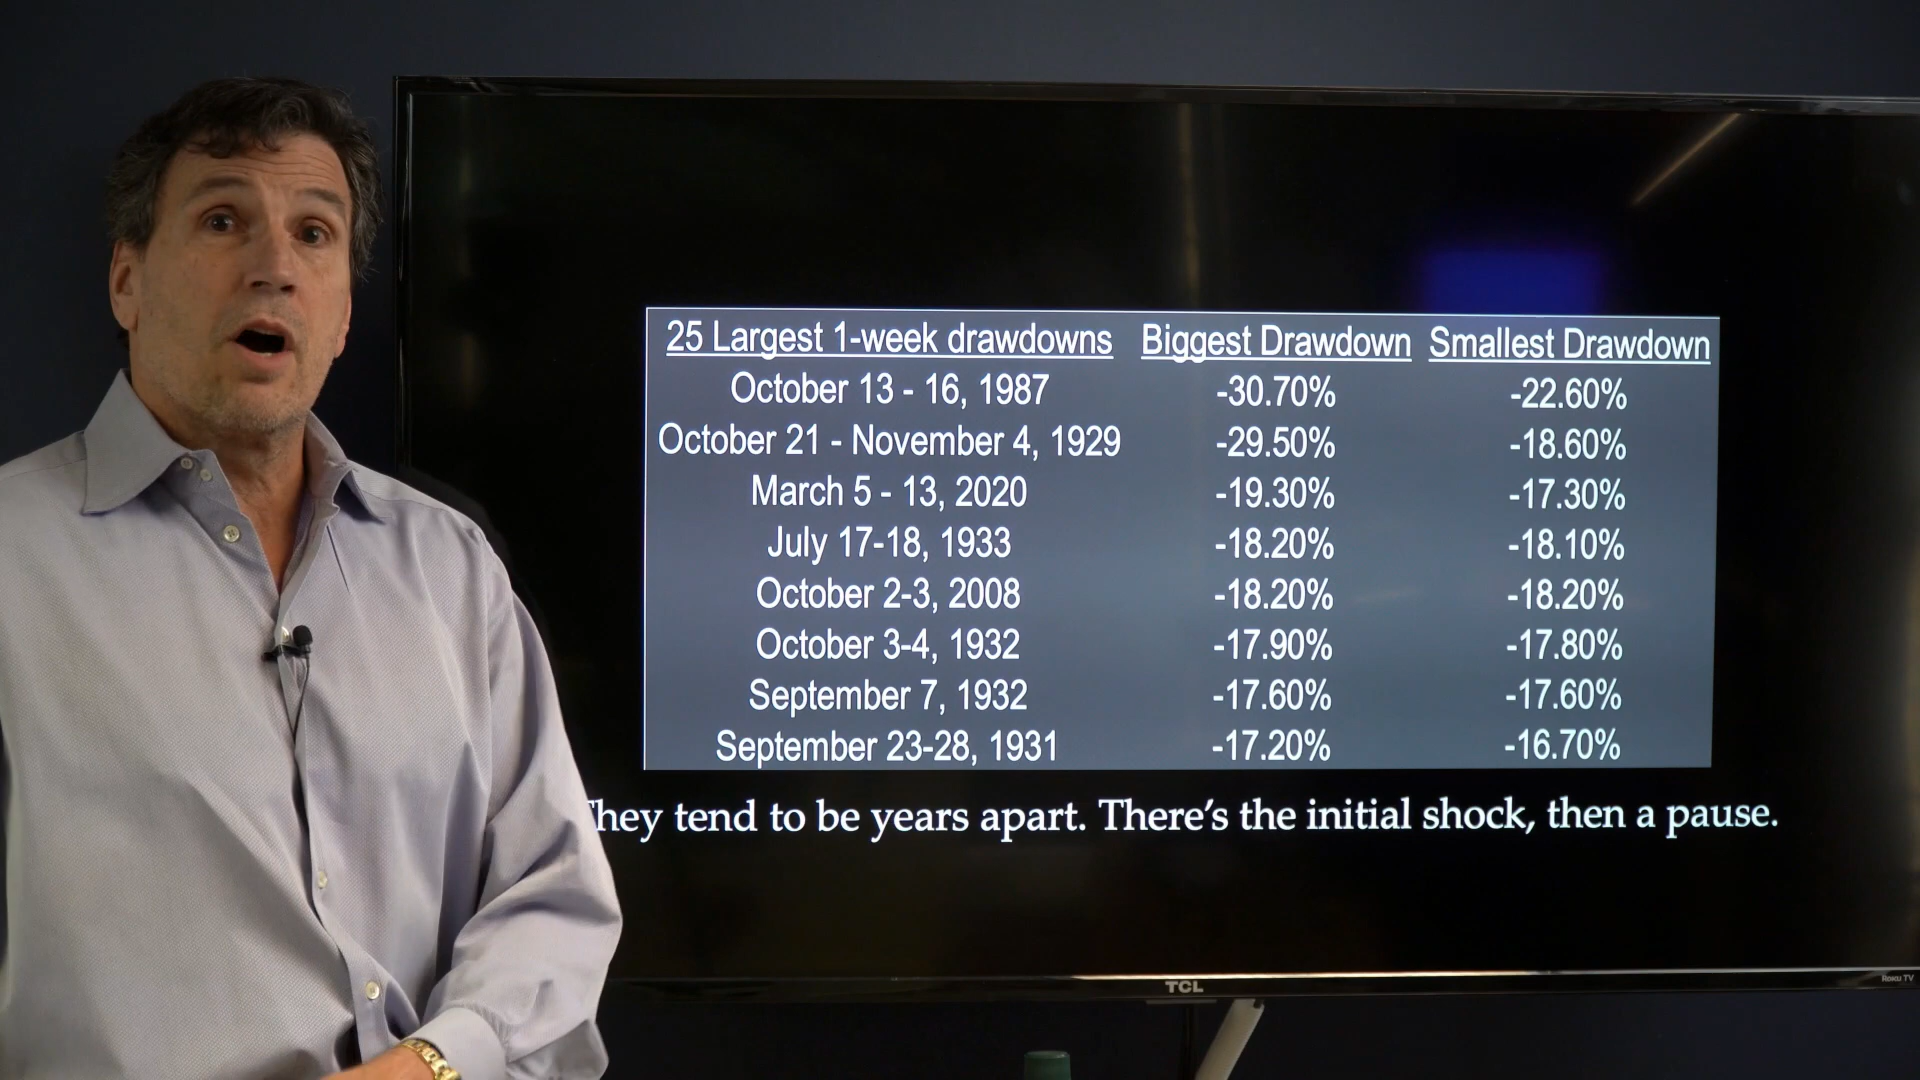 25 Largest 1-week drawdowns Biggest Drawdown Smallest Drawdown
October 13 - 16, 1987 -30.70% -22.60%
October 21 - November 4, 1929 -29.50% -18.60%
March 5 - 13, 2020 -19.30% -17.30%
July 17-18, 1933 -18.20% -18.10%
October 2-3, 2008 -18.20% -18.20%
October 3-4, 1932 -17.90% -17.80%
September 7, 1932 -17.60% -17.60%
September 23-28, 1931 -17.20% -16.70%
They tend to be years apart. There's the initial shock, then a pause.
TCL
Roku TV